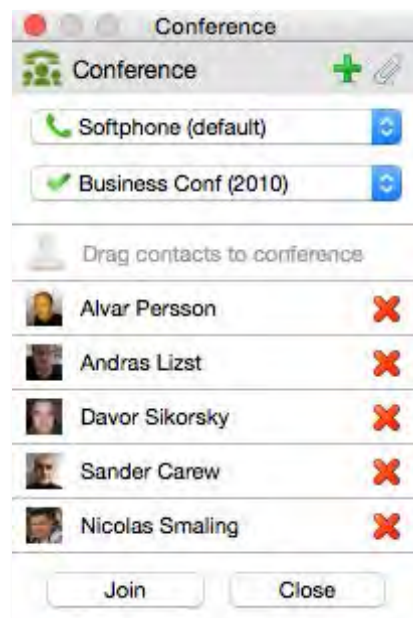 Conference
Conference
Softphone (default)
Business Conf (2010)
Drag contacts to conference
Alvar Persson
Andras Lizst
Davor Sikorsky
Sander Carew
Nicolas Smaling
Join Close